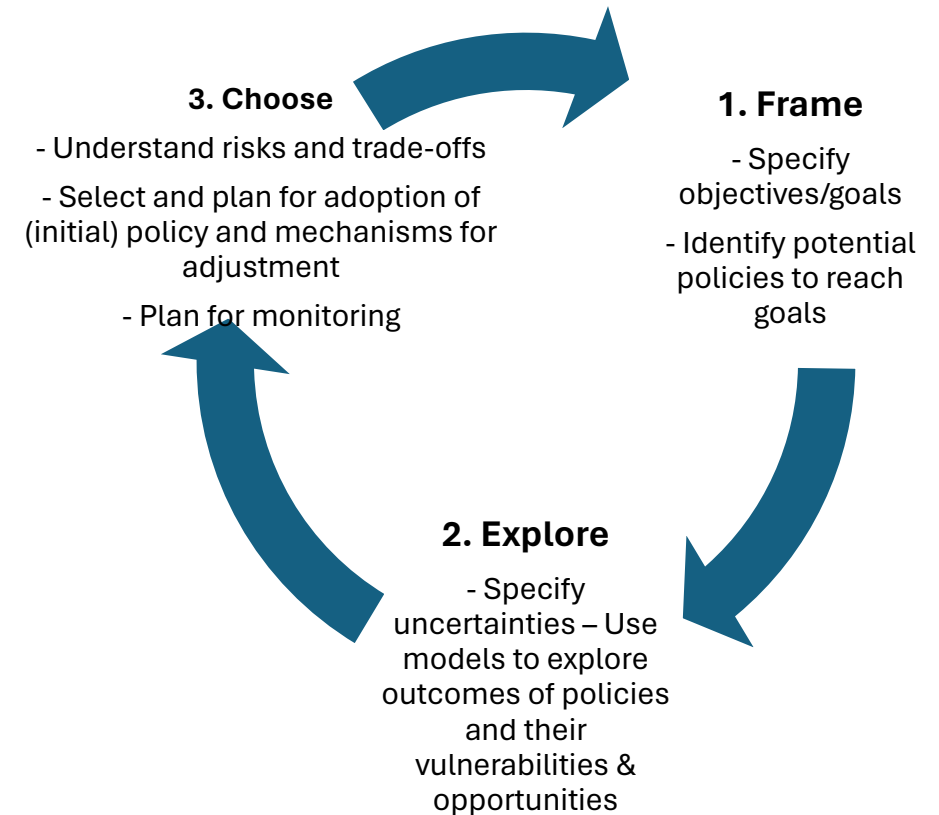 1. Frame
- Specify
objectives/goals
- Identify potential
policies to reach
goals
2. Explore
- Specify
uncertainties – Use
models to explore
outcomes of policies
and their
vulnerabilities &
opportunities
3. Choose
- Understand risks and trade-offs
- Select and plan for adoption of
(initial) policy and mechanisms for
adjustment
- Plan for monitoring